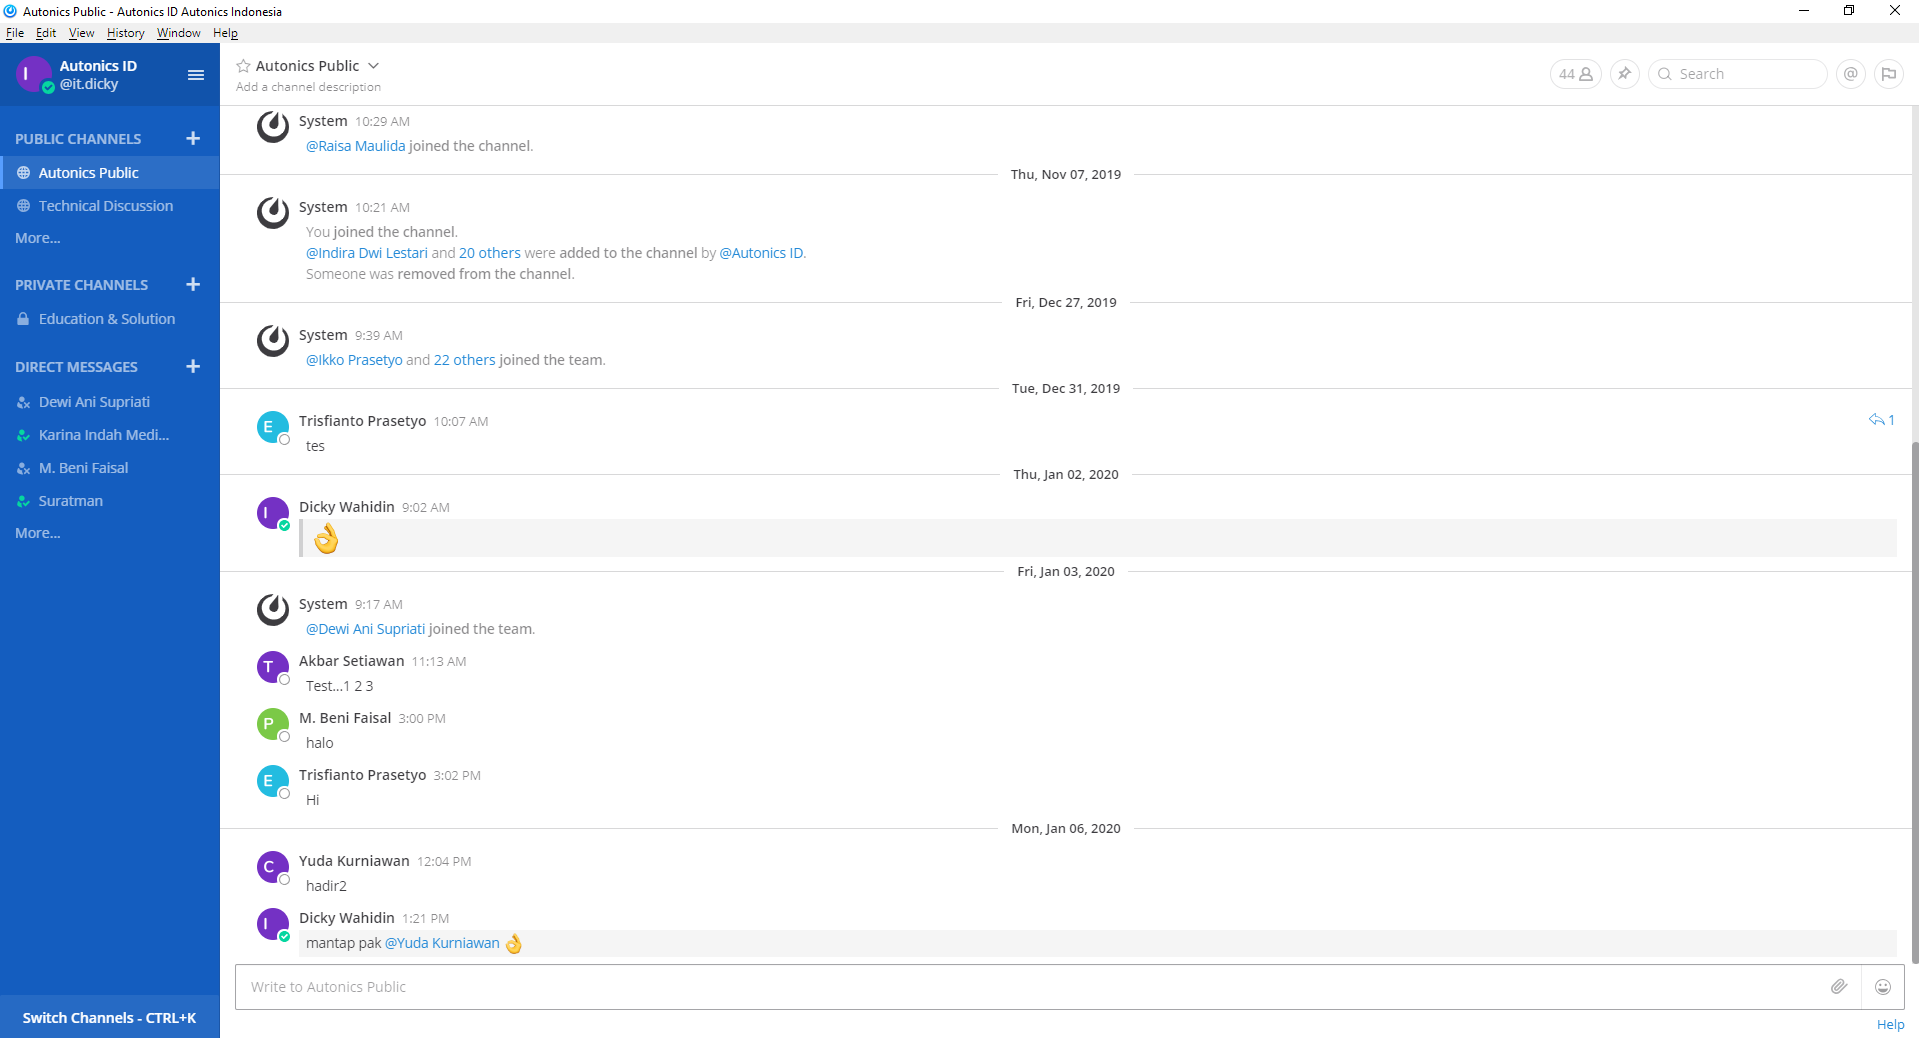 Autonics Public - Autonics ID Autonics Indonesia
File Edit View History Window Help
I
Autonics ID
@it.dicky
PUBLIC CHANNELS
Autonics Public
Technical Discussion
More...
PRIVATE CHANNELS
Education & Solution
DIRECT MESSAGES
Dewi Ani Supriati
Karina Indah Medi...
M. Beni Faisal
Suratman
More...
Switch Channels - CTRL+K
Autonics Public
Add a channel description
44
Search
@
System 10:29 AM
@Raisa Maulida joined the channel.
Thu, Nov 07, 2019
System 10:21 AM
You joined the channel.
@Indira Dwi Lestari and 20 others were added to the channel by @Autonics ID.
Someone was removed from the channel.
Fri, Dec 27, 2019
System 9:39 AM
@Ikko Prasetyo and 22 others joined the team.
Tue, Dec 31, 2019
E
Trisfianto Prasetyo 10:07 AM
1
tes
Thu, Jan 02, 2020
I
Dicky Wahidin 9:02 AM
👌
Fri, Jan 03, 2020
System 9:17 AM
@Dewi Ani Supriati joined the team.
T
Akbar Setiawan 11:13 AM
Test...1 2 3
P
M. Beni Faisal 3:00 PM
halo
E
Trisfianto Prasetyo 3:02 PM
Hi
Mon, Jan 06, 2020
C
Yuda Kurniawan 12:04 PM
hadir2
I
Dicky Wahidin 1:21 PM
mantap pak @Yuda Kurniawan 👌
Write to Autonics Public
Help